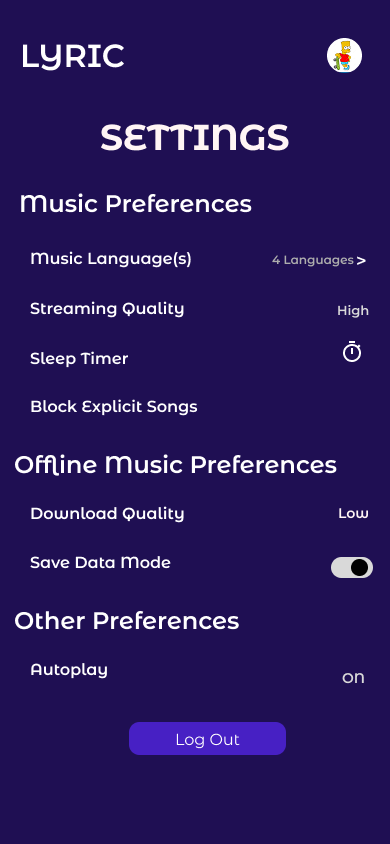 LYRIC
SETTINGS
Music Preferences
Music Language(s) 4 Languages >
Streaming Quality High
Sleep Timer
Block Explicit Songs
Offline Music Preferences
Download Quality Low
Save Data Mode
Other Preferences
Autoplay on
Log Out